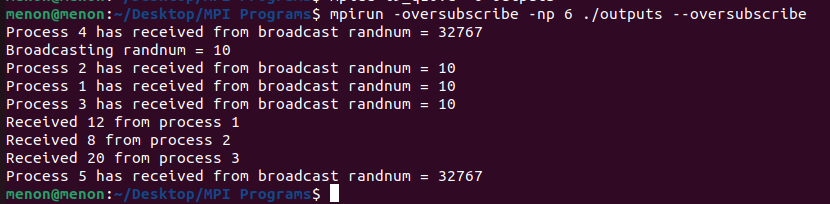 menon@menon:~/Desktop/MPI Programs$ mpirun -oversubscribe -np 6 ./outputs --oversubscribe
Process 4 has received from broadcast randnum = 32767
Broadcasting randnum = 10
Process 2 has received from broadcast randnum = 10
Process 1 has received from broadcast randnum = 10
Process 3 has received from broadcast randnum = 10
Received 12 from process 1
Received 8 from process 2
Received 20 from process 3
Process 5 has received from broadcast randnum = 32767
menon@menon:~/Desktop/MPI Programs$